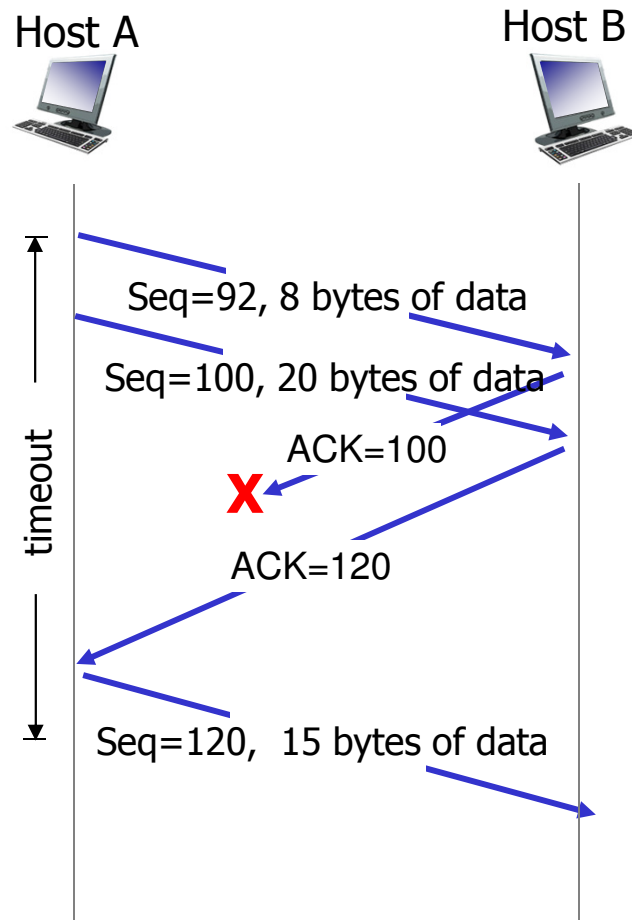 Host A
Host B
Seq=92, 8 bytes of data
Seq=100, 20 bytes of data
ACK=100
X
timeout
ACK=120
Seq=120, 15 bytes of data